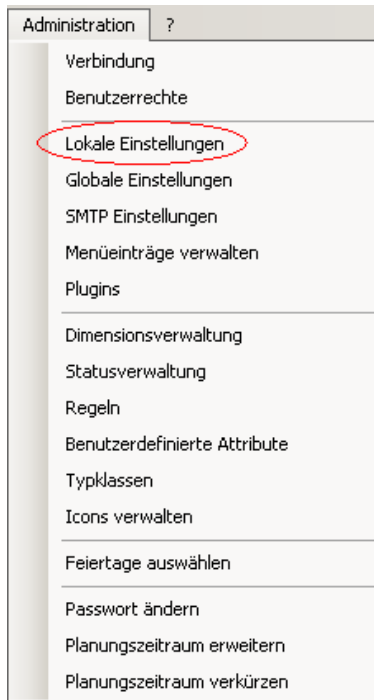 Administration ?
Verbindung
Benutzerrechte
Lokale Einstellungen
Globale Einstellungen
SMTP Einstellungen
Menüeinträge verwalten
Plugins
Dimensionsverwaltung
Statusverwaltung
Regeln
Benutzerdefinierte Attribute
Typklassen
Icons verwalten
Feiertage auswählen
Passwort ändern
Planungszeitraum erweitern
Planungszeitraum verkürzen